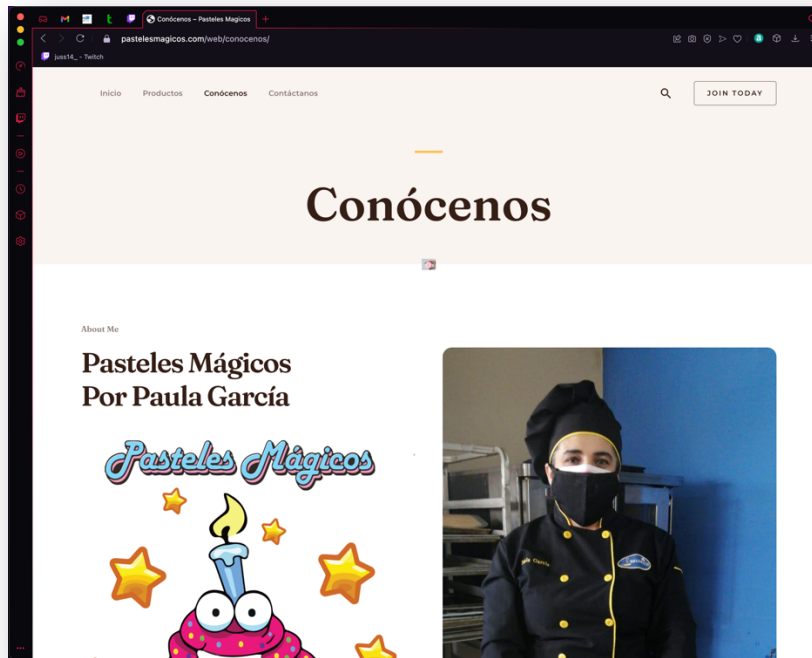 Conócenos – Pasteles Magicos
pastelesmagicos.com/web/conocenos/
juss14_ - Twitch
Inicio Productos Conócenos Contáctanos
JOIN TODAY
Conócenos
About Me
Pasteles Mágicos
Por Paula García
Pasteles Mágicos